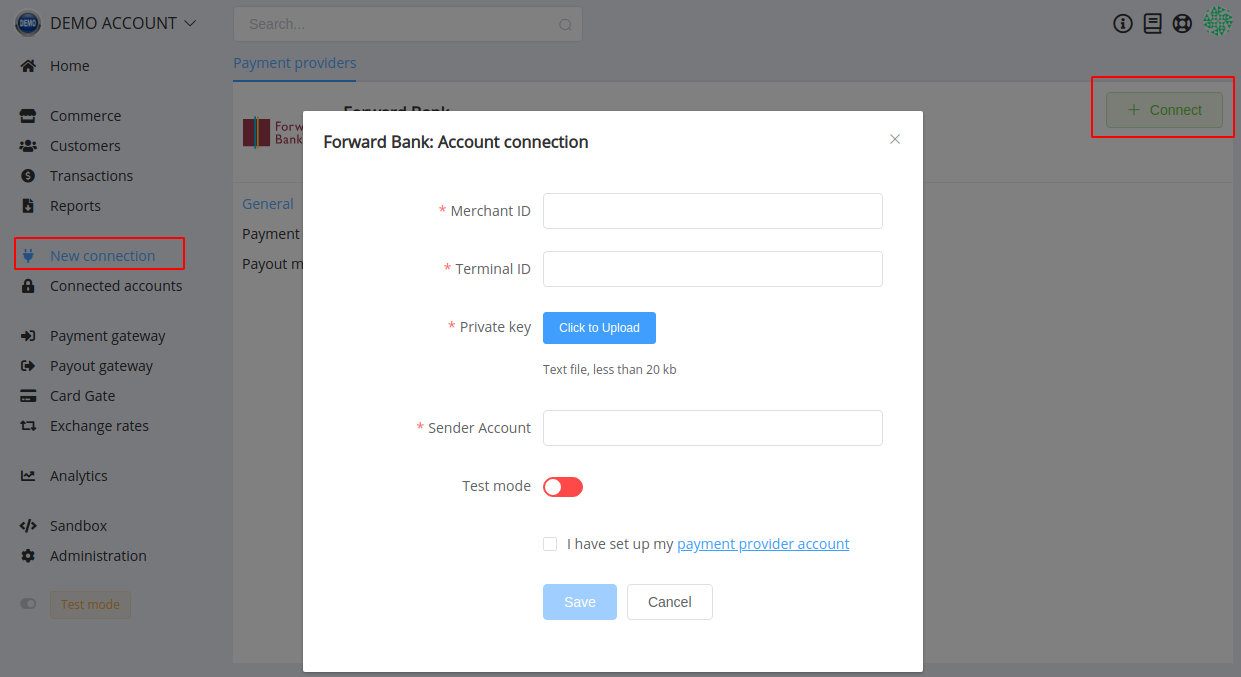 DEMO
DEMO ACCOUNT
Search...
Home
Commerce
Customers
Transactions
Reports
New connection
Connected accounts
Payment gateway
Payout gateway
Card Gate
Exchange rates
Analytics
Sandbox
Administration
Test mode
Payment providers
Forward Bank
Forw
Bank
Connect
General
Payment
Payout m
Forward Bank: Account connection
* Merchant ID
* Terminal ID
* Private key
Click to Upload
Text file, less than 20 kb
* Sender Account
Test mode
I have set up my payment provider account
Save
Cancel